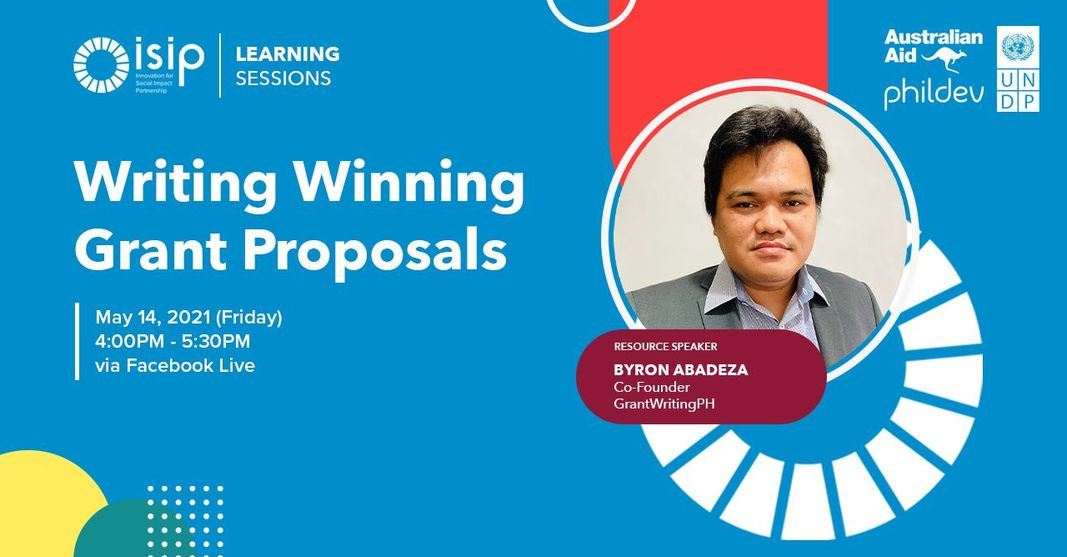 isip
Innovation for
Social Impact
Partnership
LEARNING
SESSIONS
Australian
Aid
phildev
U N
D P
Writing Winning
Grant Proposals
May 14, 2021 (Friday)
4:00PM - 5:30PM
via Facebook Live
RESOURCE SPEAKER
BYRON ABADEZA
Co-Founder
GrantWritingPH